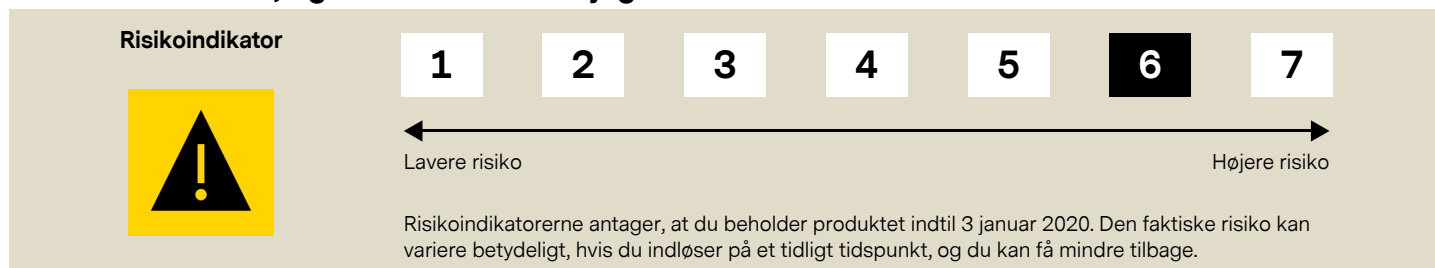 Risikoindikator
1 2 3 4 5 6 7
Lavere risiko Højere risiko
Risikoindikatorerne antager, at du beholder produktet indtil 3 januar 2020. Den faktiske risiko kan
variere betydeligt, hvis du indløser på et tidligt tidspunkt, og du kan få mindre tilbage.